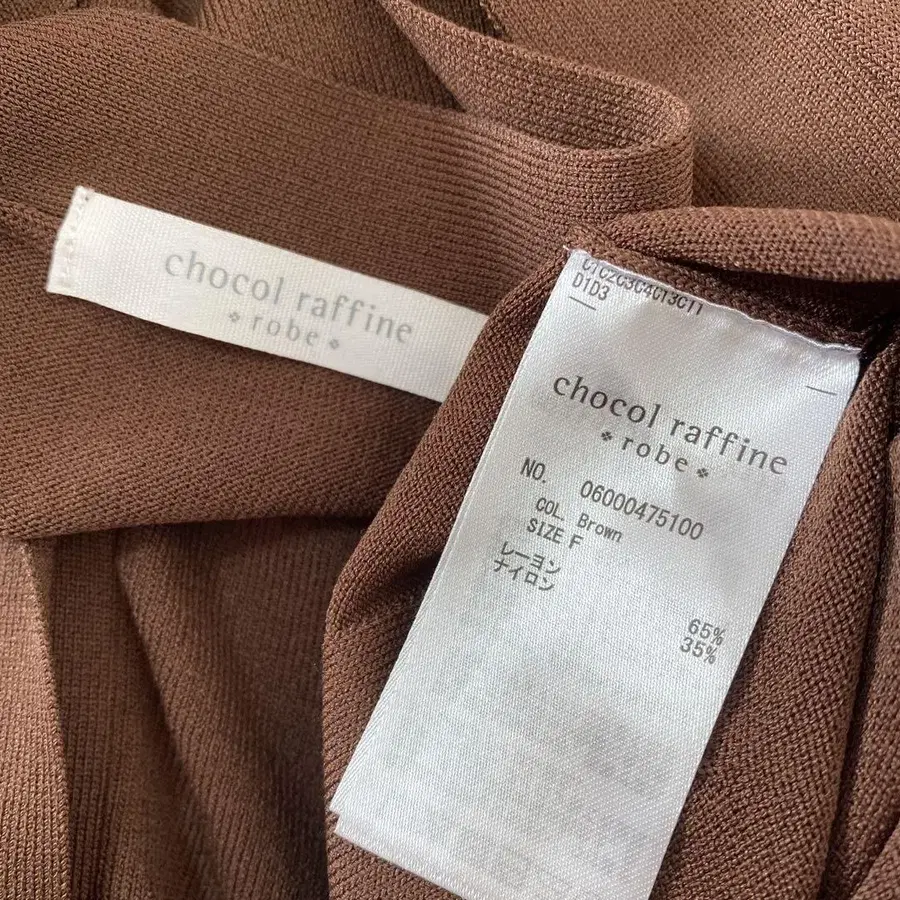 chocol raffine
robe
C1C2C3C4C13C11
D1D3
chocol raffine
robe
NO. 06000475100
COL Brown
SIZE F
レーヨン 65%
ナイロン 35%